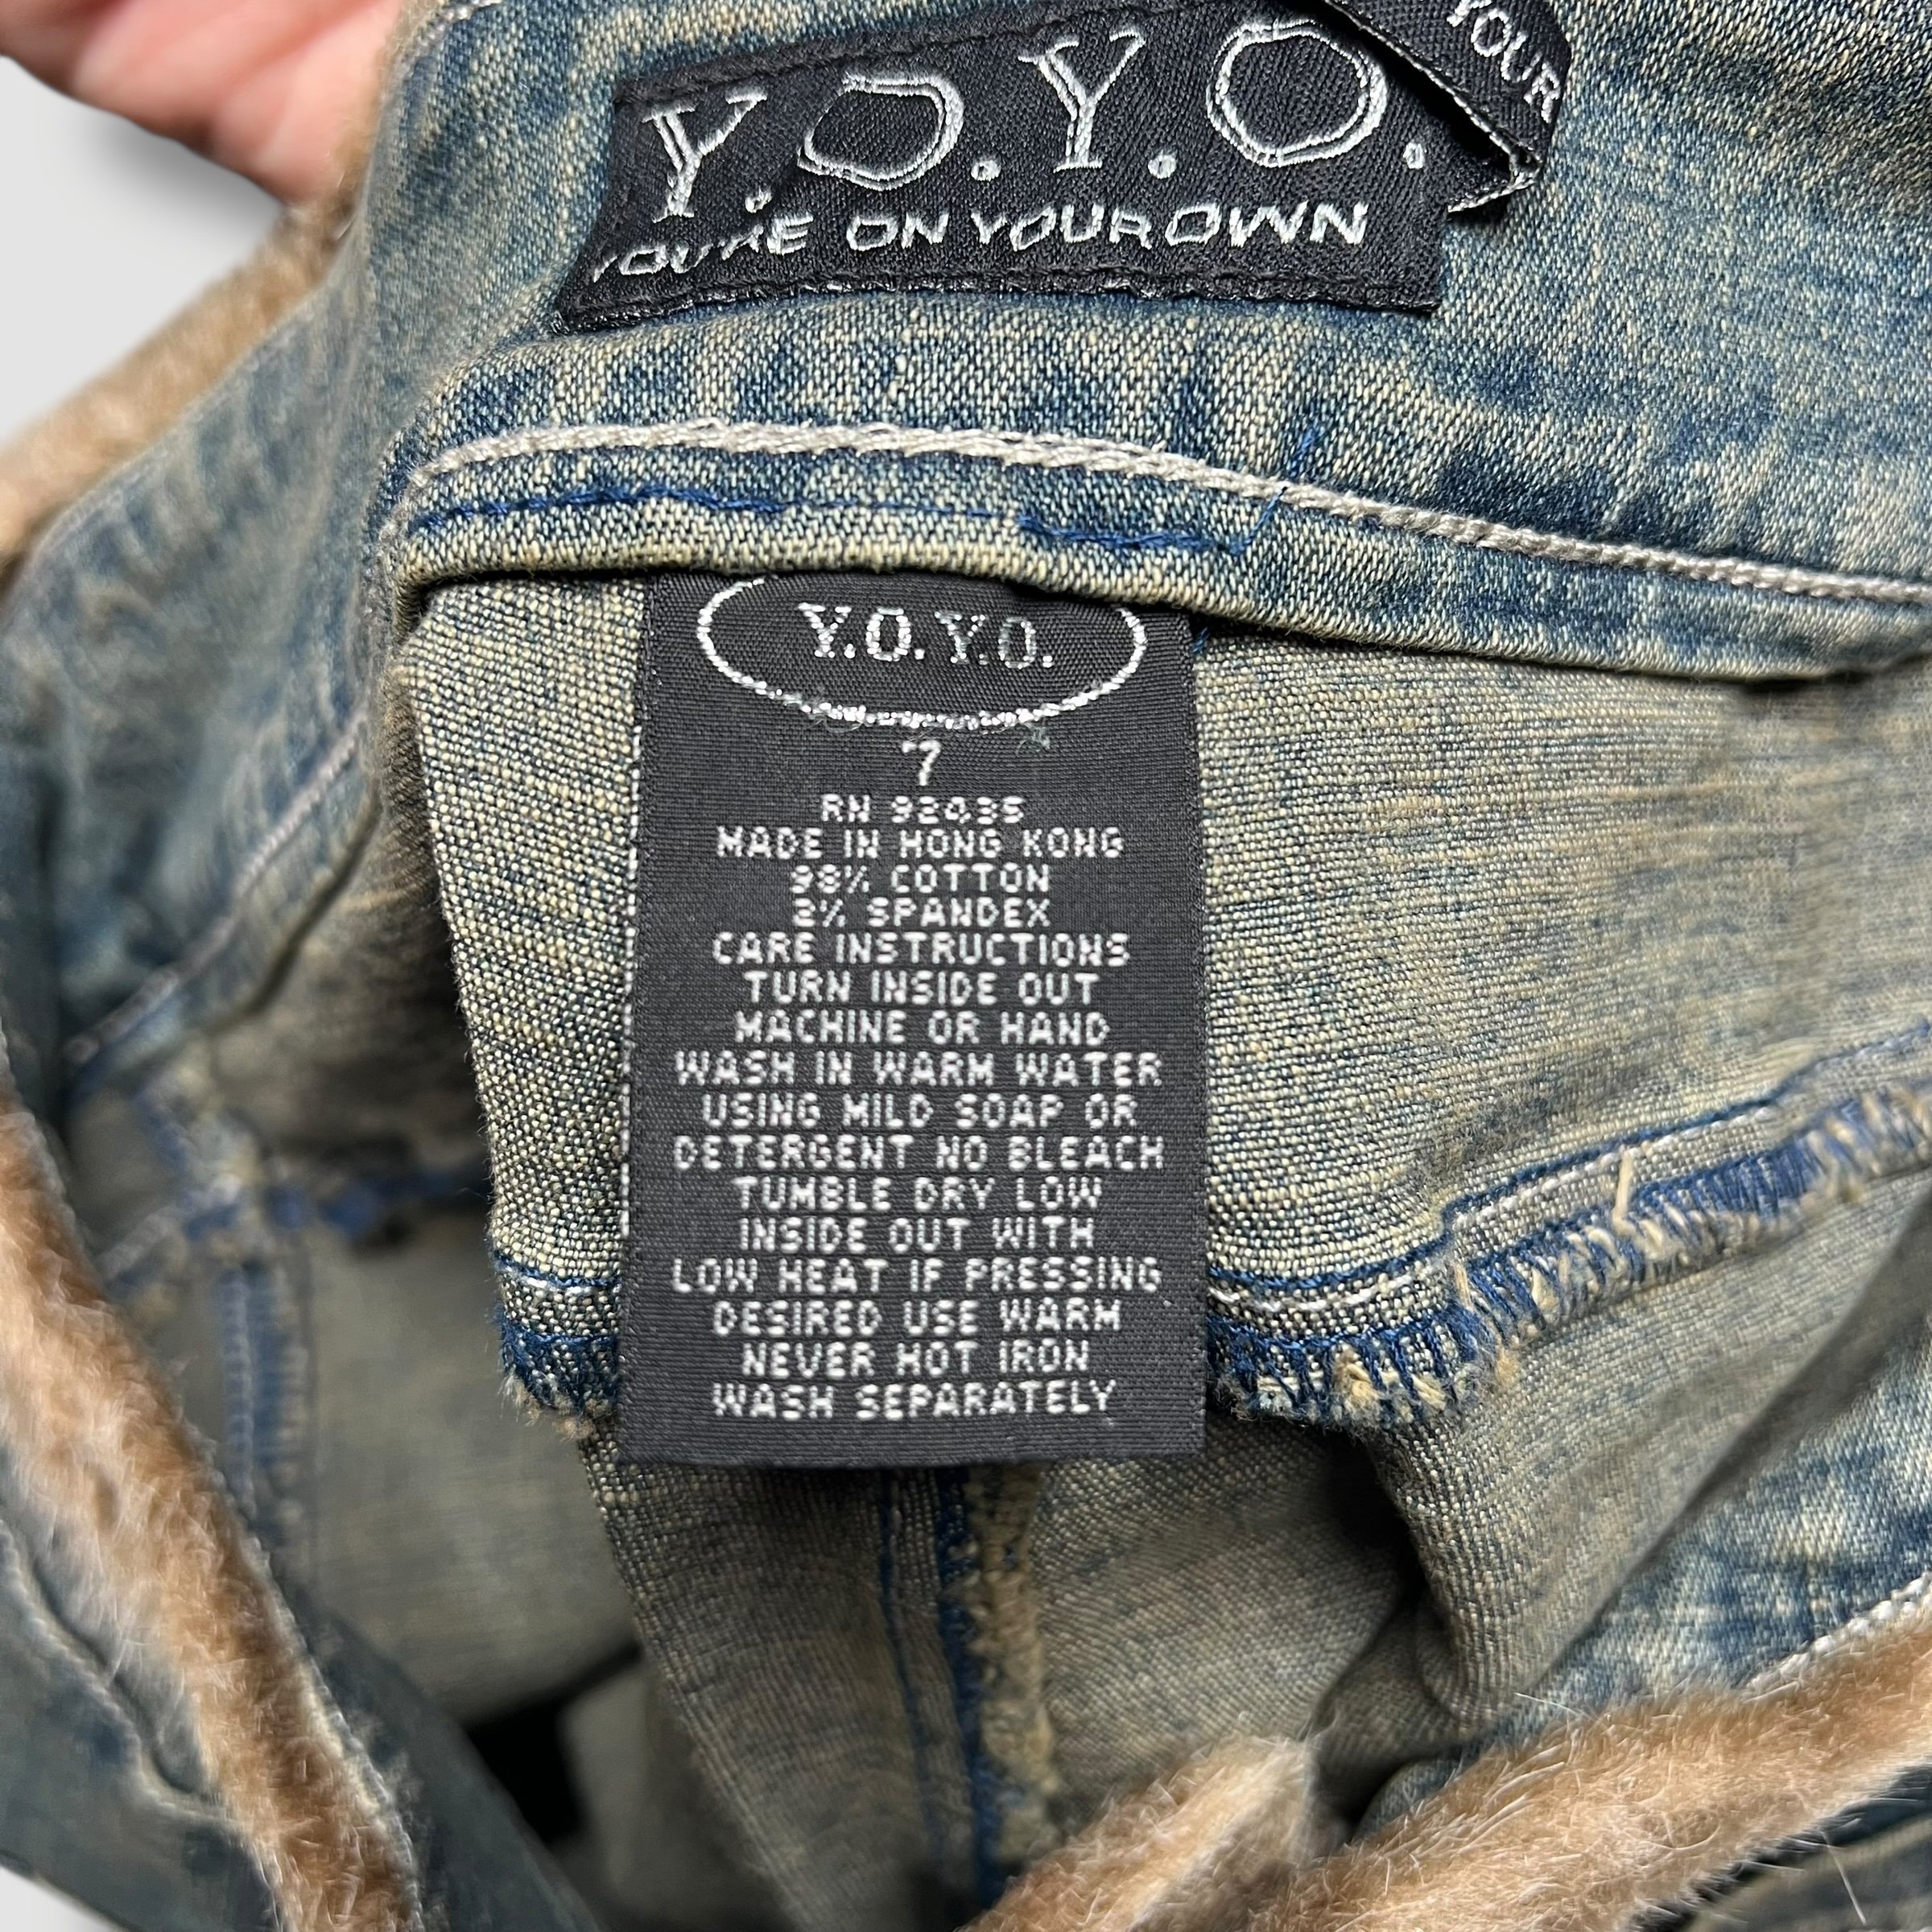 YOUR
Y.O.Y.O.
YOU'RE ON YOUR OWN
Y.O.Y.O.
7
RN 92435
MADE IN HONG KONG
98% COTTON
2% SPANDEX
CARE INSTRUCTIONS
TURN INSIDE OUT
MACHINE OR HAND
WASH IN WARM WATER
USING MILD SOAP OR
DETERGENT NO BLEACH
TUMBLE DRY LOW
INSIDE OUT WITH
LOW HEAT IF PRESSING
DESIRED USE WARM
NEVER HOT IRON
WASH SEPARATELY